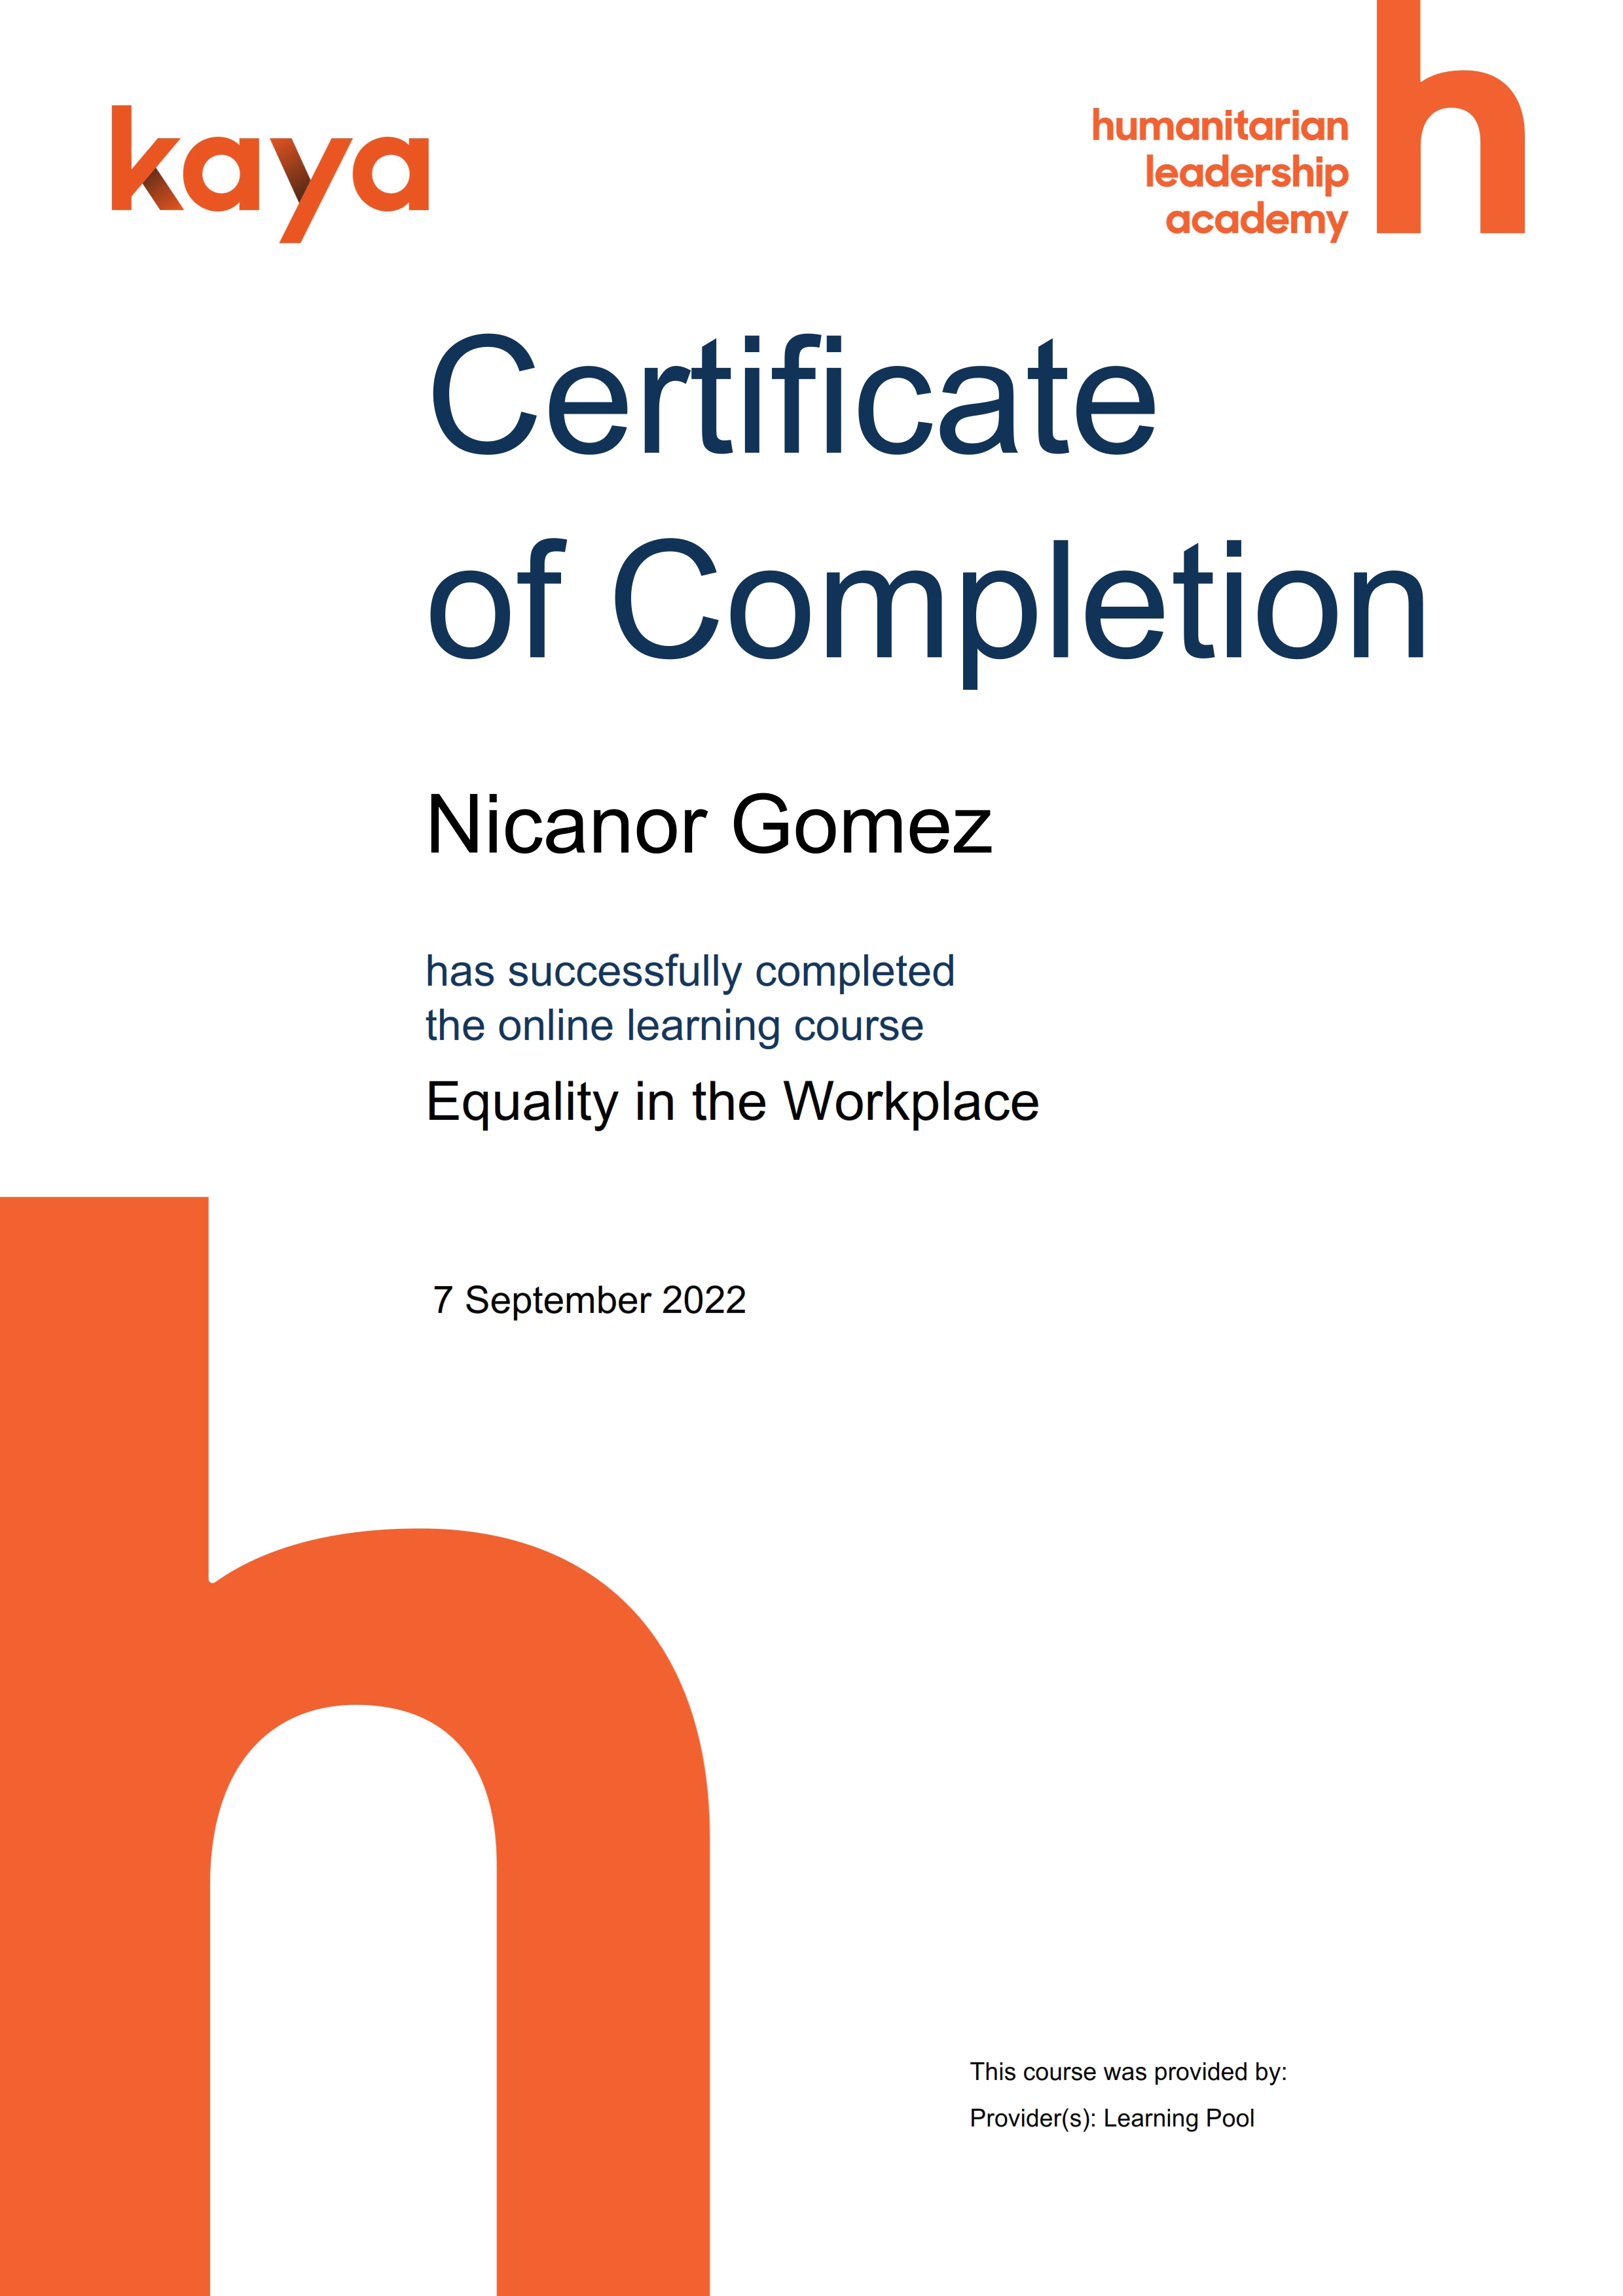 kaya
humanitarian
leadership
academy
h
Certificate
of Completion
Nicanor Gomez
has successfully completed
the online learning course
Equality in the Workplace
7 September 2022
h
This course was provided by:
Provider(s): Learning Pool